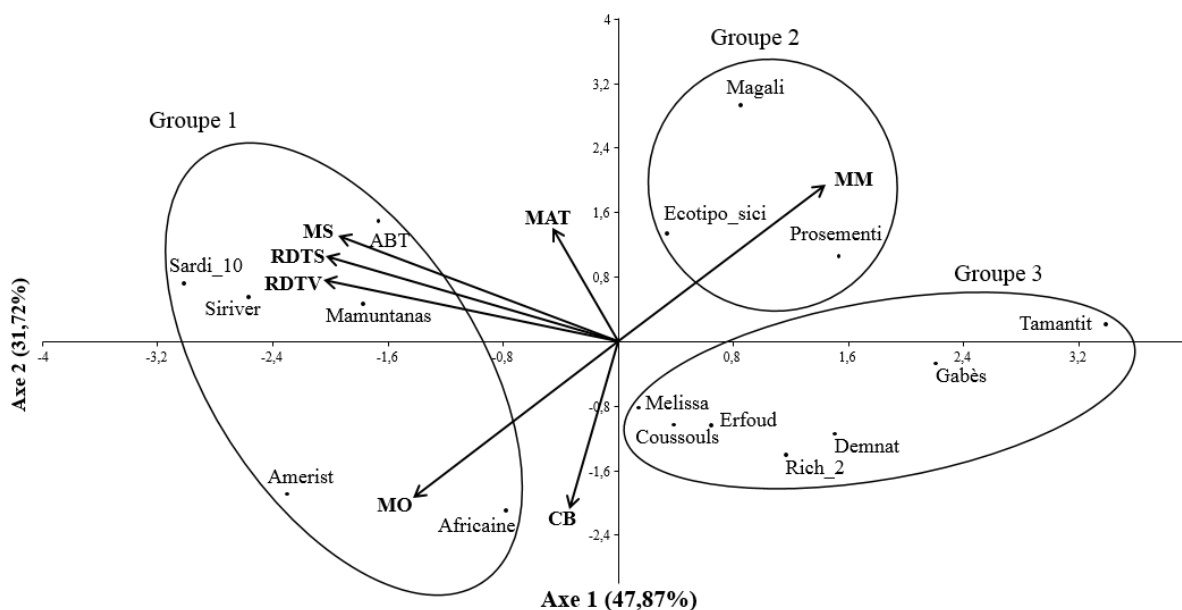 4
Groupe 2
3,2
Magali
Groupe 1
2,4
MM
MAT
1,6
Ecotipo_sici
MS
ABT
Prosementi
RDTS
Sardi_10
0,8
Groupe 3
RDTV
Siriver
Mamuntanas
Tamantit
-4
-3,2
-2,4
-1,6
-0,8
0,8
1,6
2,4
3,2
Gabès
Axe 2 (31,72%)
-0,8
Melissa
Erfoud
Coussouls
Demnat
Rich_2
-1,6
Amerist
MO
Africaine
CB
-2,4
Axe 1 (47,87%)